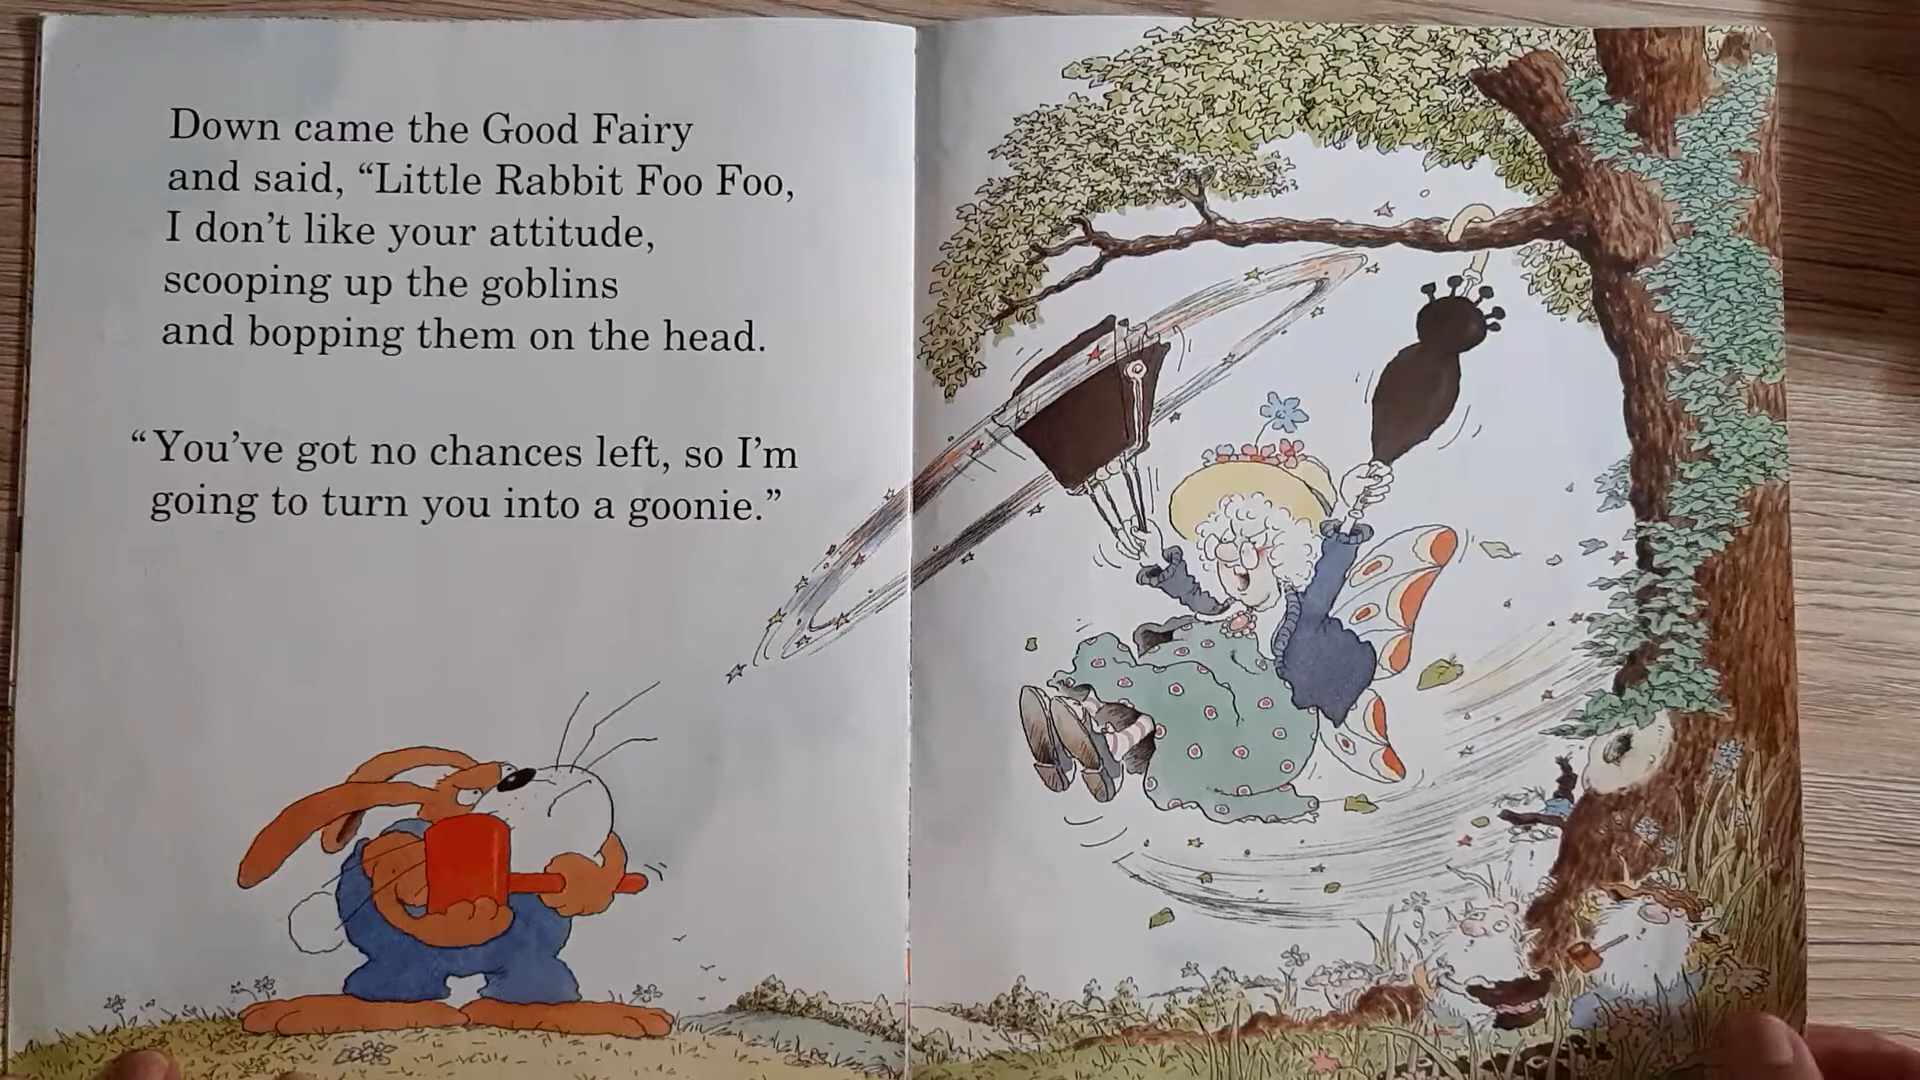 Down came the Good Fairy
and said, “Little Rabbit Foo Foo,
I don’t like your attitude,
scooping up the goblins
and bopping them on the head.
“You’ve got no chances left, so I’m
going to turn you into a goonie.”